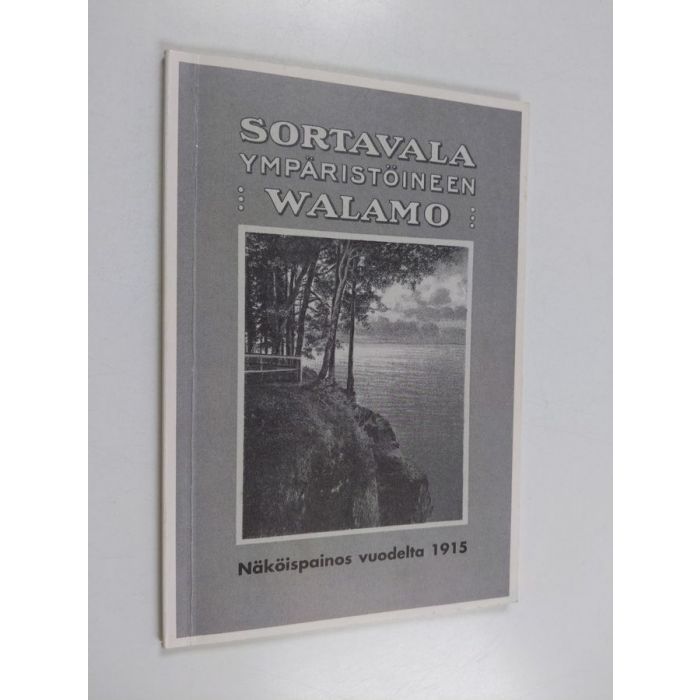 SORTAVALA
YMPÄRISTÖINEEN
WALAMO
Näköispainos vuodelta 1915